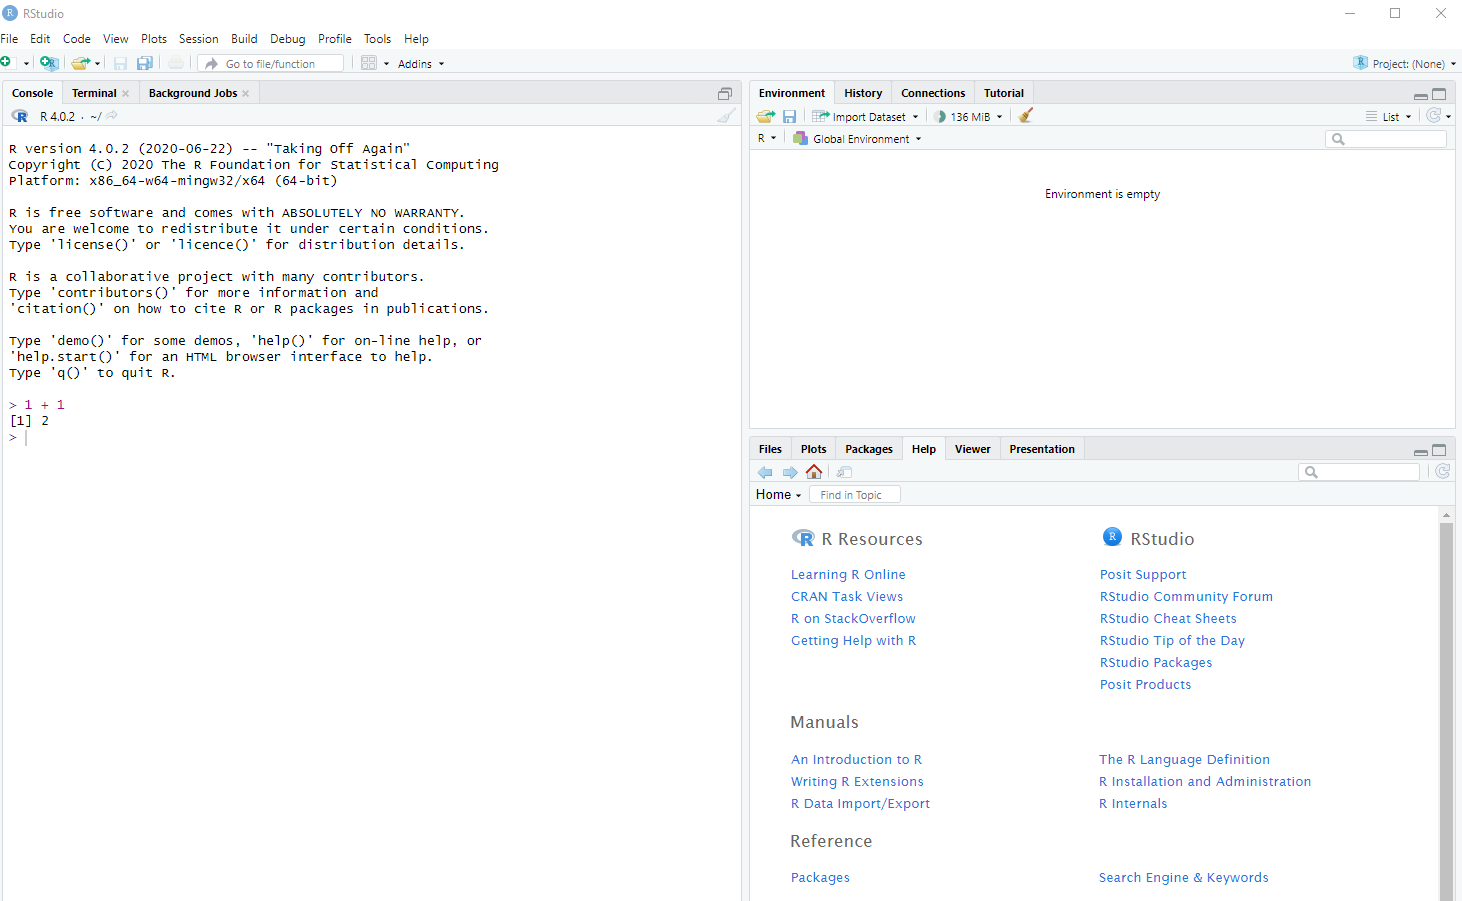 RStudio
File Edit Code View Plots Session Build Debug Profile Tools Help
Go to file/function Addins Project: (None)
Console Terminal Background Jobs
R 4.0.2 · ~/
R version 4.0.2 (2020-06-22) -- "Taking Off Again"
Copyright (C) 2020 The R Foundation for Statistical Computing
Platform: x86_64-w64-mingw32/x64 (64-bit)
R is free software and comes with ABSOLUTELY NO WARRANTY.
You are welcome to redistribute it under certain conditions.
Type 'license()' or 'licence()' for distribution details.
R is a collaborative project with many contributors.
Type 'contributors()' for more information and
'citation()' on how to cite R or R packages in publications.
Type 'demo()' for some demos, 'help()' for on-line help, or
'help.start()' for an HTML browser interface to help.
Type 'q()' to quit R.
> 1 + 1
[1] 2
>
Environment History Connections Tutorial
Import Dataset 136 MiB List
R Global Environment
Environment is empty
Files Plots Packages Help Viewer Presentation
Home Find in Topic
R Resources
Learning R Online
CRAN Task Views
R on StackOverflow
Getting Help with R
RStudio
Posit Support
RStudio Community Forum
RStudio Cheat Sheets
RStudio Tip of the Day
RStudio Packages
Posit Products
Manuals
An Introduction to R
Writing R Extensions
R Data Import/Export
The R Language Definition
R Installation and Administration
R Internals
Reference
Packages
Search Engine & Keywords